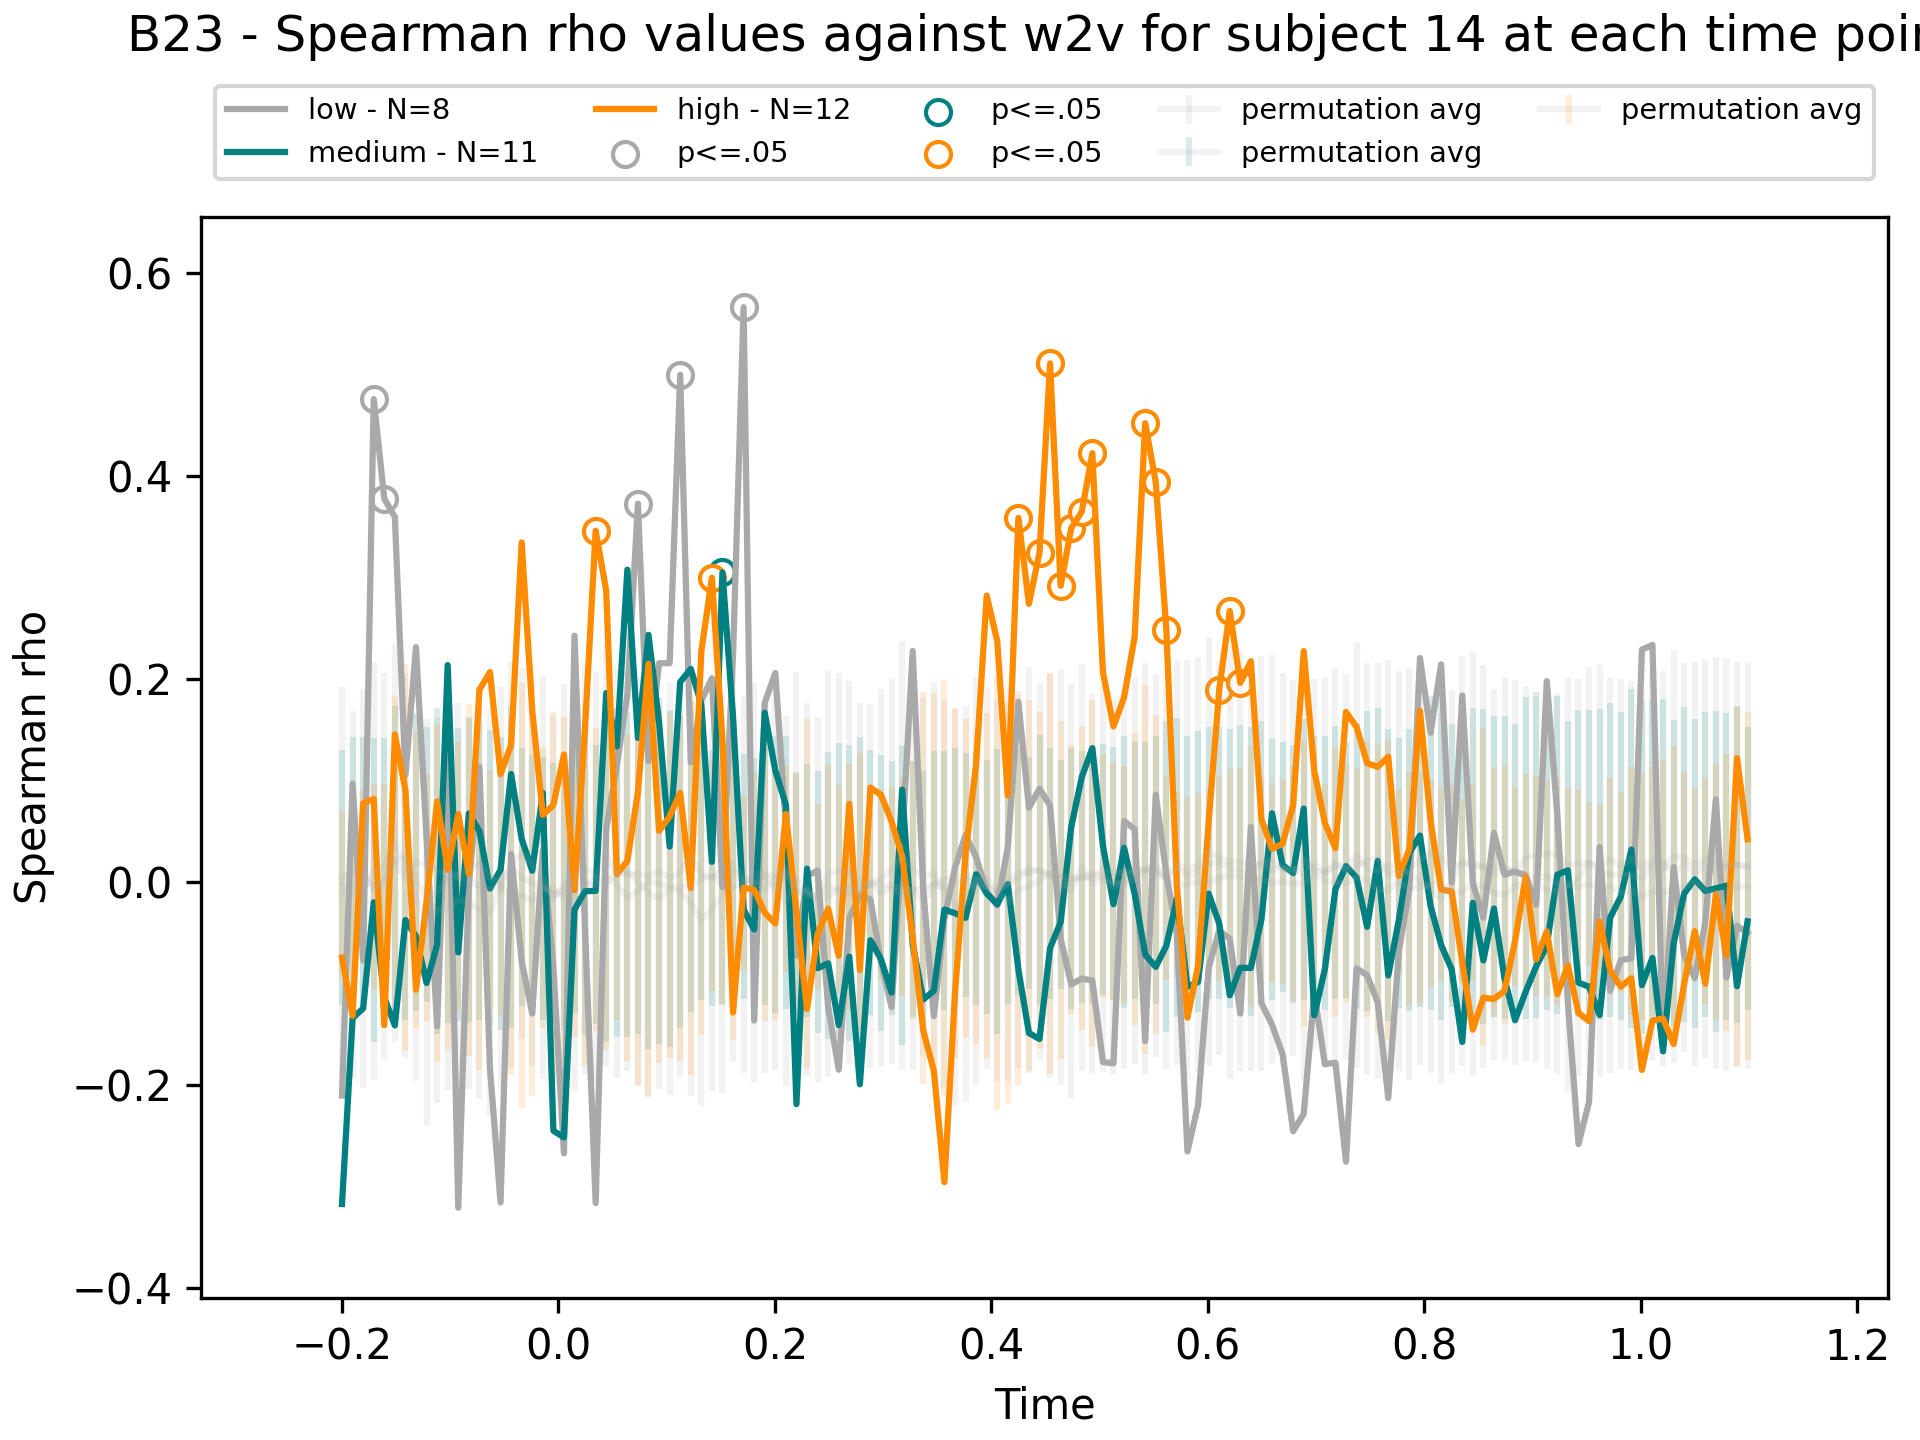 B23 - Spearman rho values against w2v for subject 14 at each time poi
low - N=8 high - N=12 p<=.05 permutation avg permutation avg
medium - N=11 p<=.05 p<=.05 permutation avg
0.6
0.4
0.2
0.0
−0.2
−0.4
Spearman rho
−0.2 0.0 0.2 0.4 0.6 0.8 1.0 1.2
Time